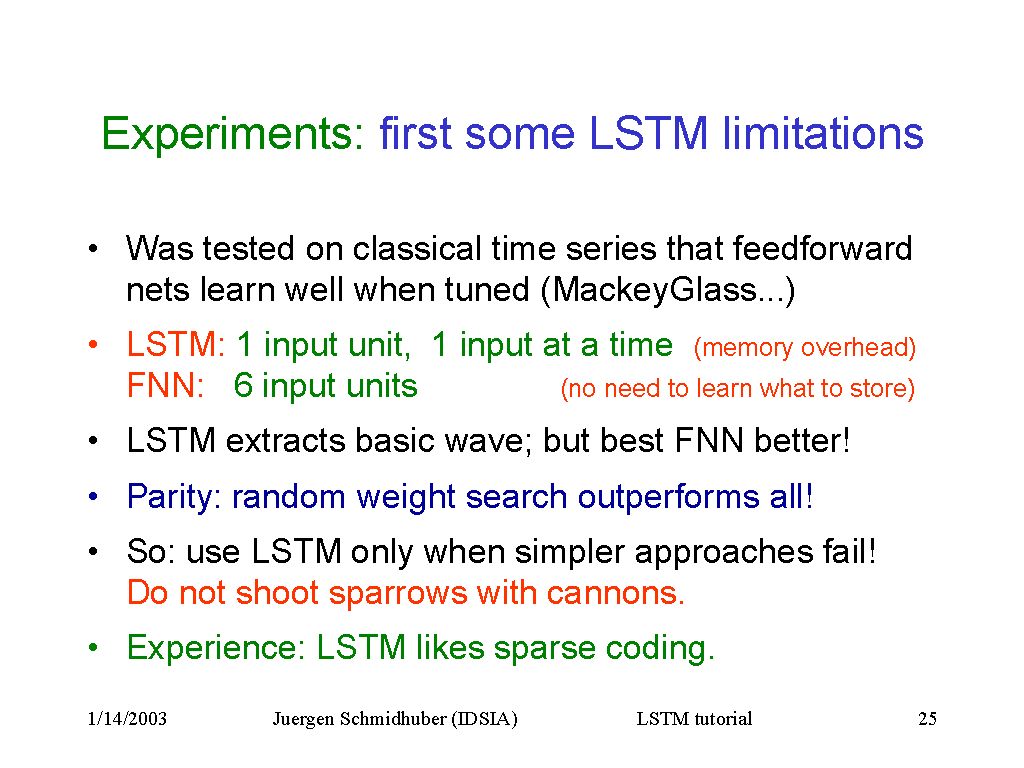 Experiments: first some LSTM limitations
• Was tested on classical time series that feedforward
nets learn well when tuned (MackeyGlass...)
• LSTM: 1 input unit, 1 input at a time (memory overhead)
FNN: 6 input units (no need to learn what to store)
• LSTM extracts basic wave; but best FNN better!
• Parity: random weight search outperforms all!
• So: use LSTM only when simpler approaches fail!
Do not shoot sparrows with cannons.
• Experience: LSTM likes sparse coding.
1/14/2003 Juergen Schmidhuber (IDSIA) LSTM tutorial 25